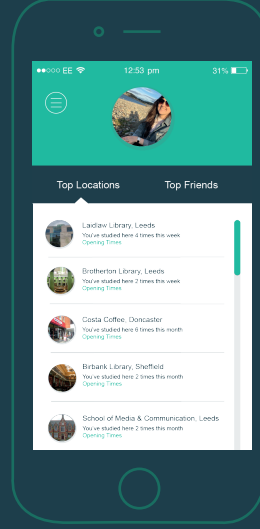 EE 12:53 pm 31%
Top Locations Top Friends
Laidlaw Library, Leeds
You've studied here 4 times this week
Opening Times
Brotherton Library, Leeds
You've studied here 2 times this week
Opening Times
Costa Coffee, Doncaster
You've studied here 6 times this month
Opening Times
Birbank Library, Sheffield
You've studied here 2 times this month
Opening Times
School of Media & Communication, Leeds
You've studied here 2 times this month
Opening Times